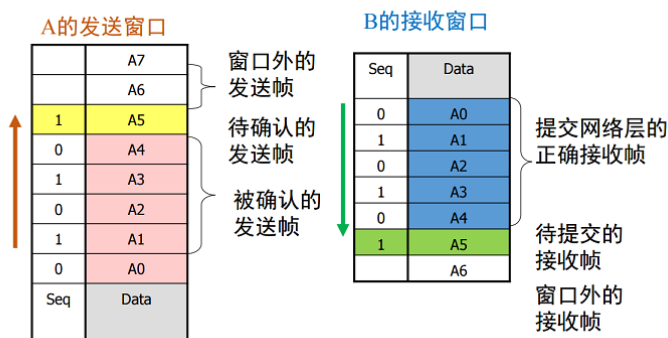 A的发送窗口
A7
A6
1 A5
0 A4
1 A3
0 A2
1 A1
0 A0
Seq Data
窗口外的
发送帧
待确认的
发送帧
被确认的
发送帧
B的接收窗口
Seq Data
0 A0
1 A1
0 A2
1 A3
0 A4
1 A5
A6
提交网络层的
正确接收帧
待提交的
接收帧
窗口外的
接收帧